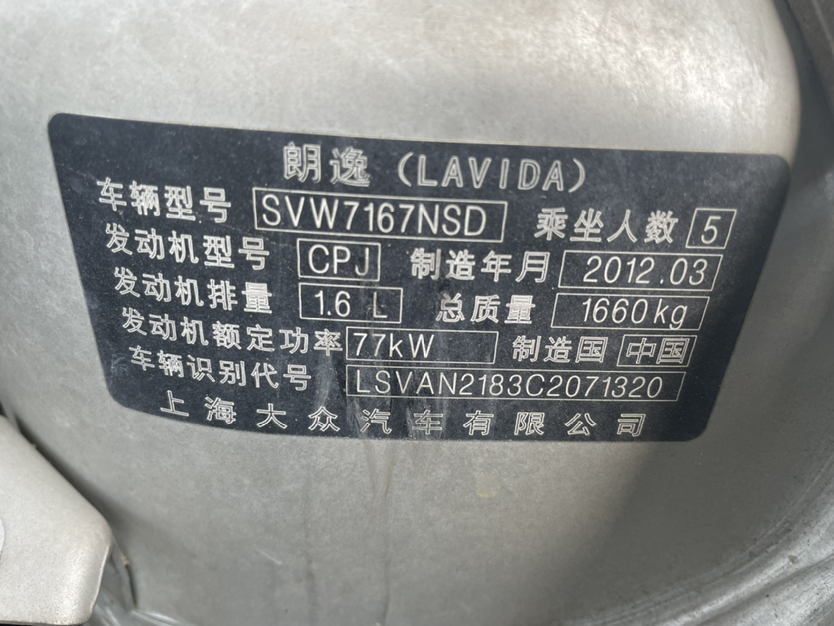 朗逸（LAVIDA）
车辆型号 SVW7167NSD 乘坐人数 5
发动机型号 CPJ 制造年月 2012.03
发动机排量 1.6 L 总质量 1660kg
发动机额定功率 77kW 制造国 中国
车辆识别代号 LSVAN2183C2071320
上海大众汽车有限公司